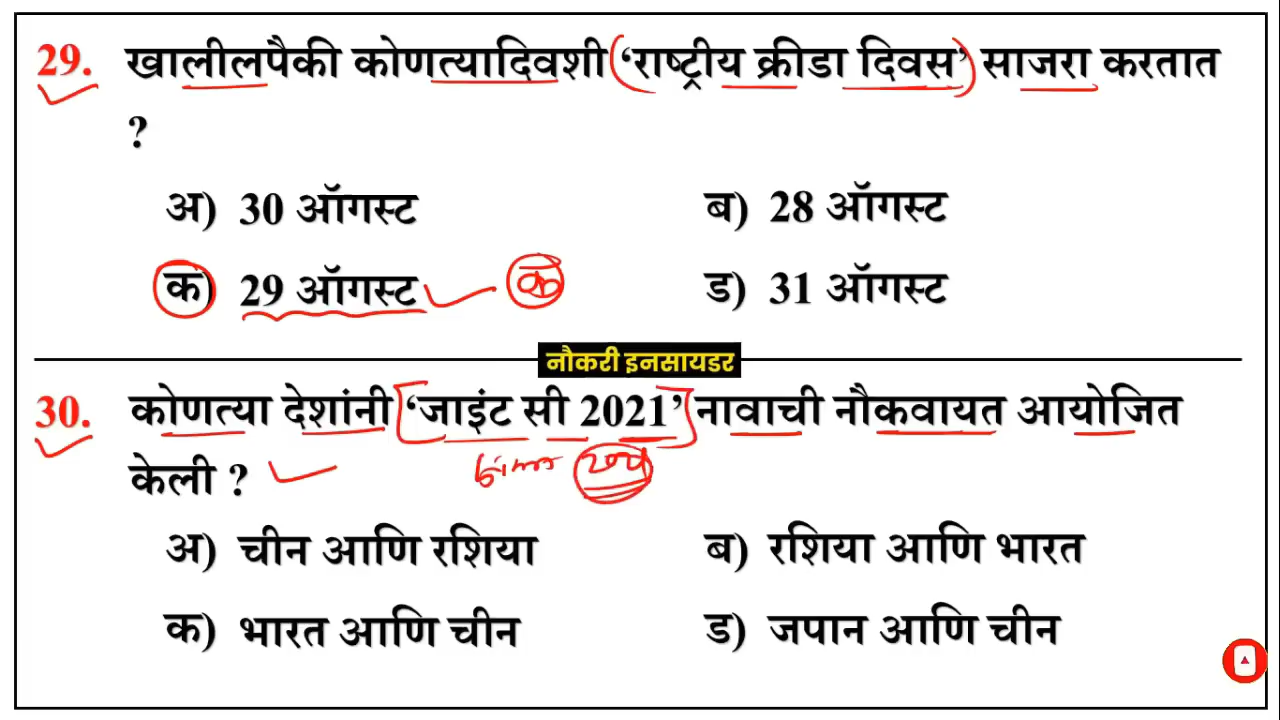 29. खालीलपैकी कोणत्यादिवशी ‘राष्ट्रीय क्रीडा दिवस’ साजरा करतात
?
अ) 30 ऑगस्ट ब) 28 ऑगस्ट
क) 29 ऑगस्ट क ड) 31 ऑगस्ट
नौकरी इनसायडर
30. कोणत्या देशांनी ‘जाइंट सी 2021’ नावाची नौकवायत आयोजित
केली ?
अ) चीन आणि रशिया ब) रशिया आणि भारत
क) भारत आणि चीन ड) जपान आणि चीन